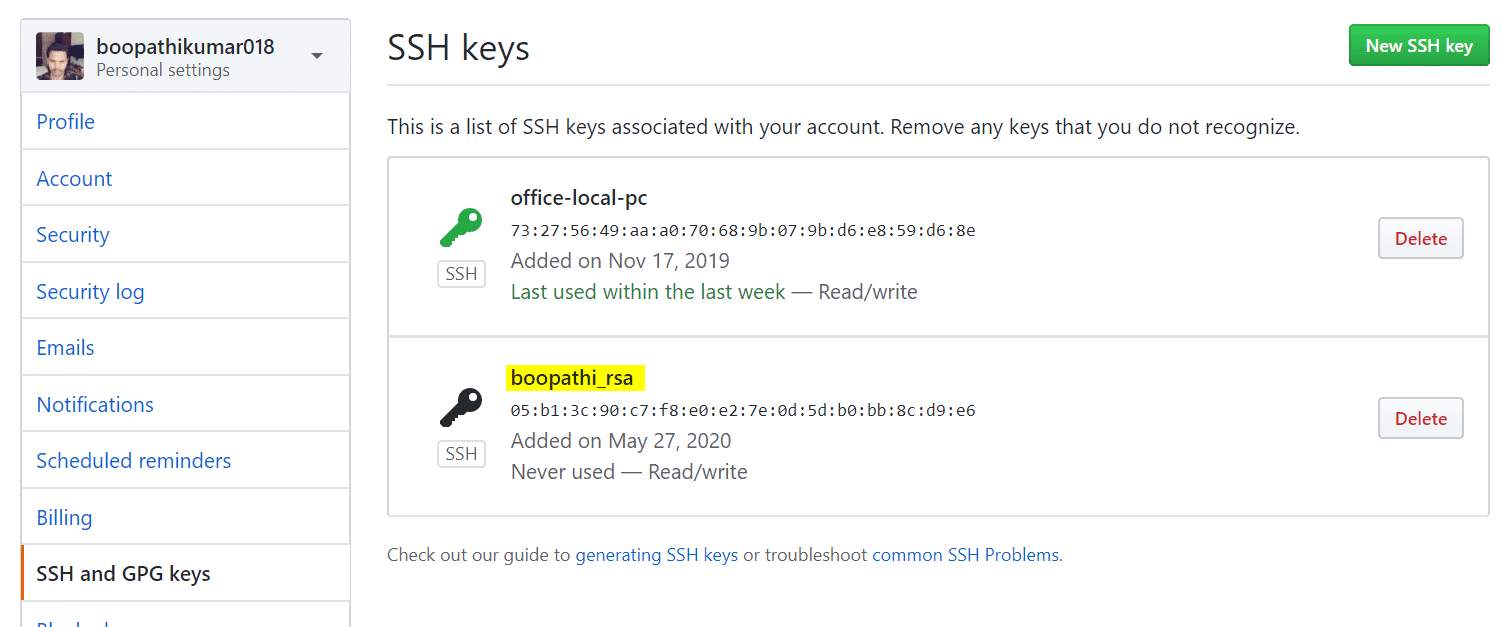 boopathikumar018
Personal settings
Profile
Account
Security
Security log
Emails
Notifications
Scheduled reminders
Billing
SSH and GPG keys
SSH keys
New SSH key
This is a list of SSH keys associated with your account. Remove any keys that you do not recognize.
office-local-pc
73:27:56:49:aa:a0:70:68:9b:07:9b:d6:e8:59:d6:8e
Added on Nov 17, 2019
SSH
Last used within the last week — Read/write
Delete
boopathi_rsa
05:b1:3c:90:c7:f8:e0:e2:7e:0d:5d:b0:bb:8c:d9:e6
Added on May 27, 2020
SSH
Never used — Read/write
Delete
Check out our guide to generating SSH keys or troubleshoot common SSH Problems.